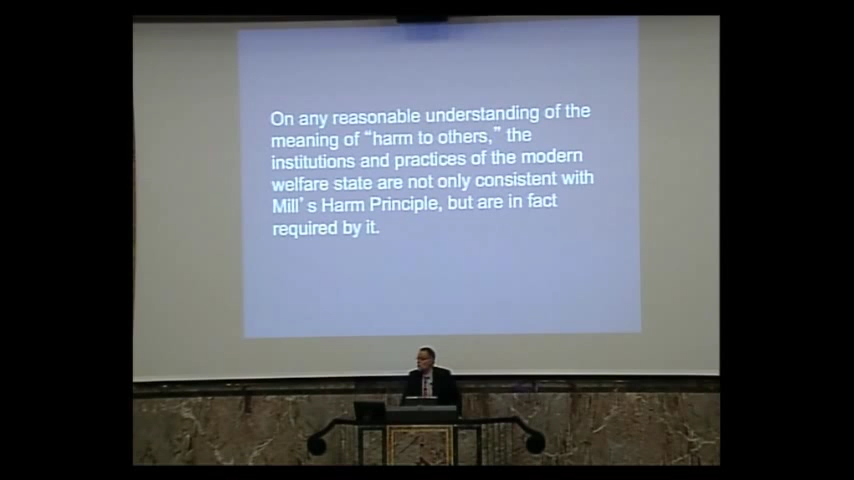 On any reasonable understanding of the
meaning of “harm to others,” the
institutions and practices of the modern
welfare state are not only consistent with
Mill’s Harm Principle, but are in fact
required by it.